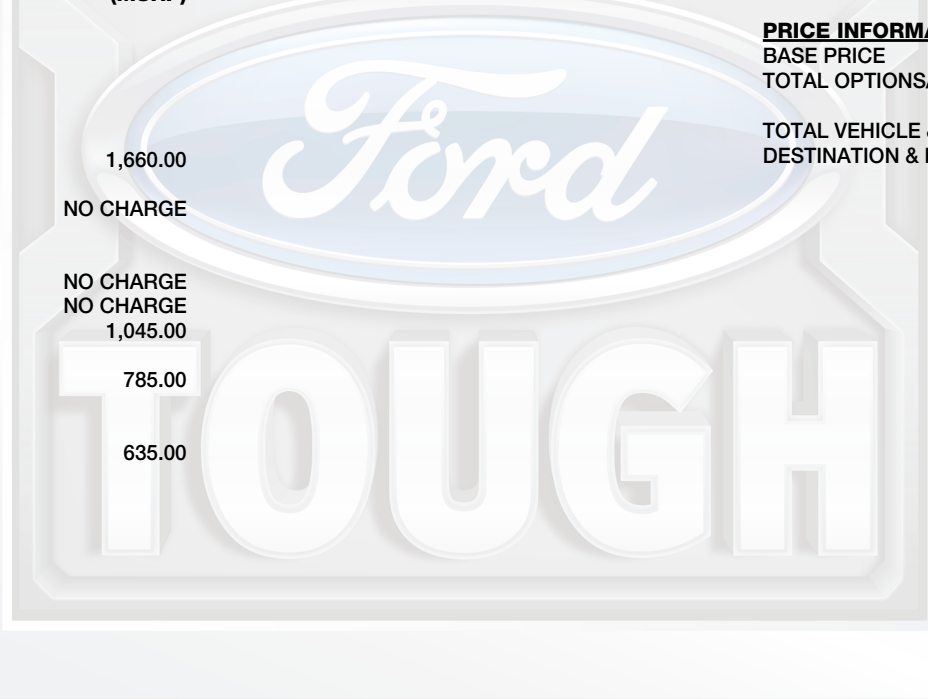 (MSRP)
1,660.00
NO CHARGE
NO CHARGE
NO CHARGE
1,045.00
785.00
635.00
PRICE INFORMA
BASE PRICE
TOTAL OPTIONS
TOTAL VEHICLE &
DESTINATION &
Ford
TOUGH